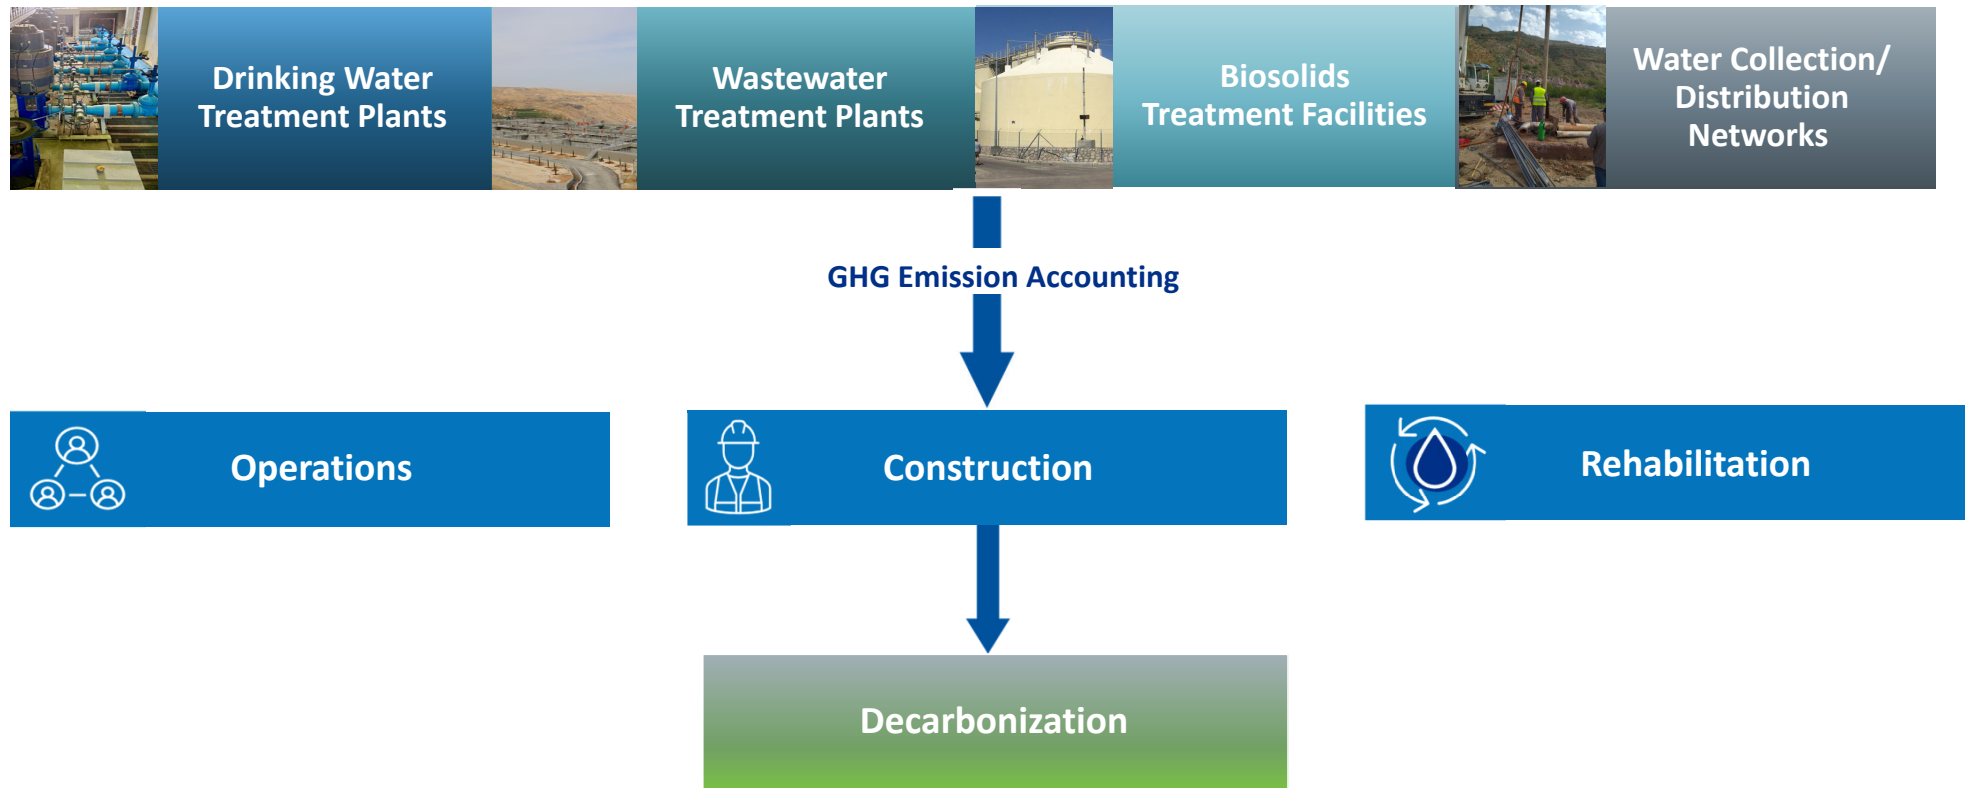 Drinking Water
Treatment Plants
Wastewater
Treatment Plants
Biosolids
Treatment Facilities
Water Collection/
Distribution
Networks
GHG Emission Accounting
Operations
Construction
Rehabilitation
Decarbonization